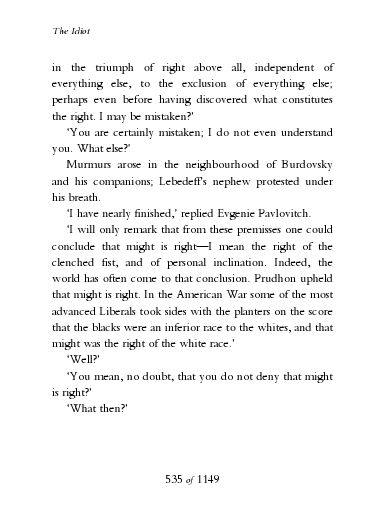 The Idiot
in the triumph of right above all, independent of
everything else, to the exclusion of everything else;
perhaps even before having discovered what constitutes
the right. I may be mistaken?'
'You are certainly mistaken; I do not even understand
you. What else?'
Murmurs arose in the neighbourhood of Burdovsky
and his companions; Lebedeff's nephew protested under
his breath.
'I have nearly finished,' replied Evgenie Pavlovitch.
'I will only remark that from these premisses one could
conclude that might is right—I mean the right of the
clenched fist, and of personal inclination. Indeed, the
world has often come to that conclusion. Prudhon upheld
that might is right. In the American War some of the most
advanced Liberals took sides with the planters on the score
that the blacks were an inferior race to the whites, and that
might was the right of the white race.'
'Well?'
'You mean, no doubt, that you do not deny that might
is right?'
'What then?'
535 of 1149